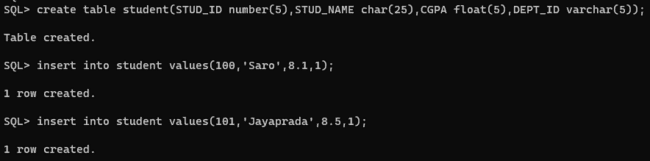 SQL> create table student(STUD_ID number(5),STUD_NAME char(25),CGPA float(5),DEPT_ID varchar(5));
Table created.
SQL> insert into student values(100,'Saro',8.1,1);
1 row created.
SQL> insert into student values(101,'Jayaprada',8.5,1);
1 row created.